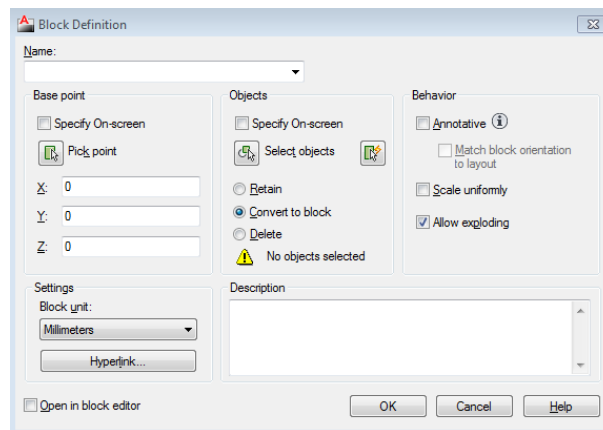 Block Definition
Name:
Base point
Specify On-screen
Pick point
X: 0
Y: 0
Z: 0
Objects
Specify On-screen
Select objects
Retain
Convert to block
Delete
No objects selected
Behavior
Annotative
Match block orientation
to layout
Scale uniformly
Allow exploding
Settings
Block unit:
Millimeters
Hyperlink...
Description
Open in block editor
OK Cancel Help